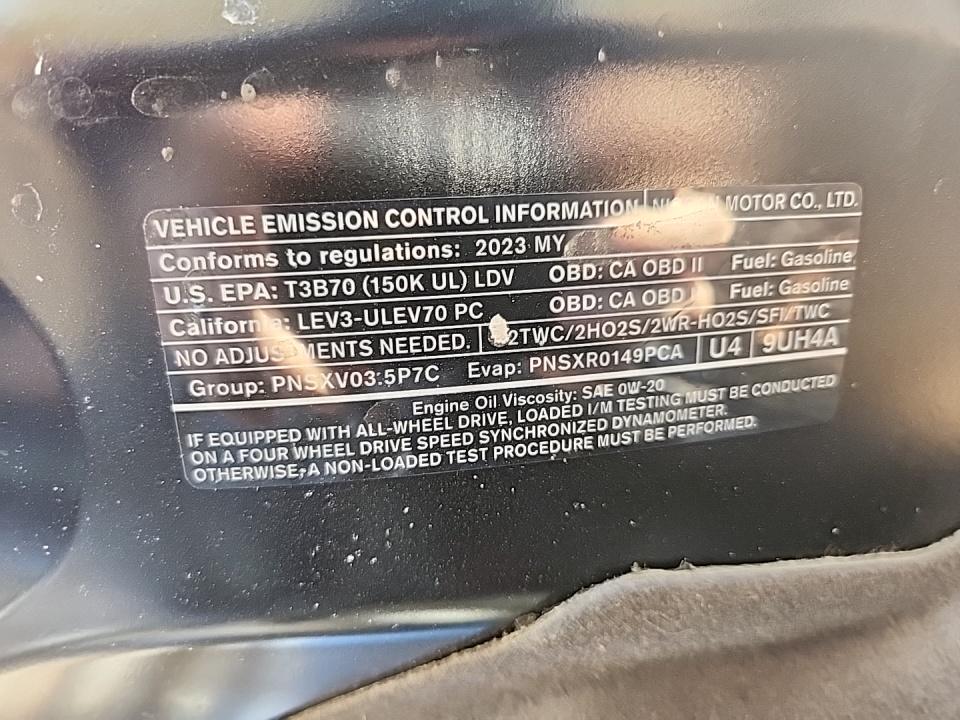 VEHICLE EMISSION CONTROL INFORMATION MOTOR CO., LTD.
Conforms to regulations: 2023 MY
U.S. EPA: T3B70 (150K UL) LDV OBD: CA OBD II Fuel: Gasoline
California: LEV3-ULEV70 PC OBD: CA OBD II Fuel: Gasoline
NO ADJUSTMENTS NEEDED. 2TWC/2HO2S/2WR-HO2S/SFI/TWC
Group: PNSXV03.5P7C Evap: PNSXR0149PCA U4 9UH4A
Engine Oil Viscosity: SAE 0W-20
IF EQUIPPED WITH ALL-WHEEL DRIVE, LOADED I/M TESTING MUST BE CONDUCTED
ON A FOUR WHEEL DRIVE SPEED SYNCHRONIZED DYNAMOMETER.
OTHERWISE, A NON-LOADED TEST PROCEDURE MUST BE PERFORMED.